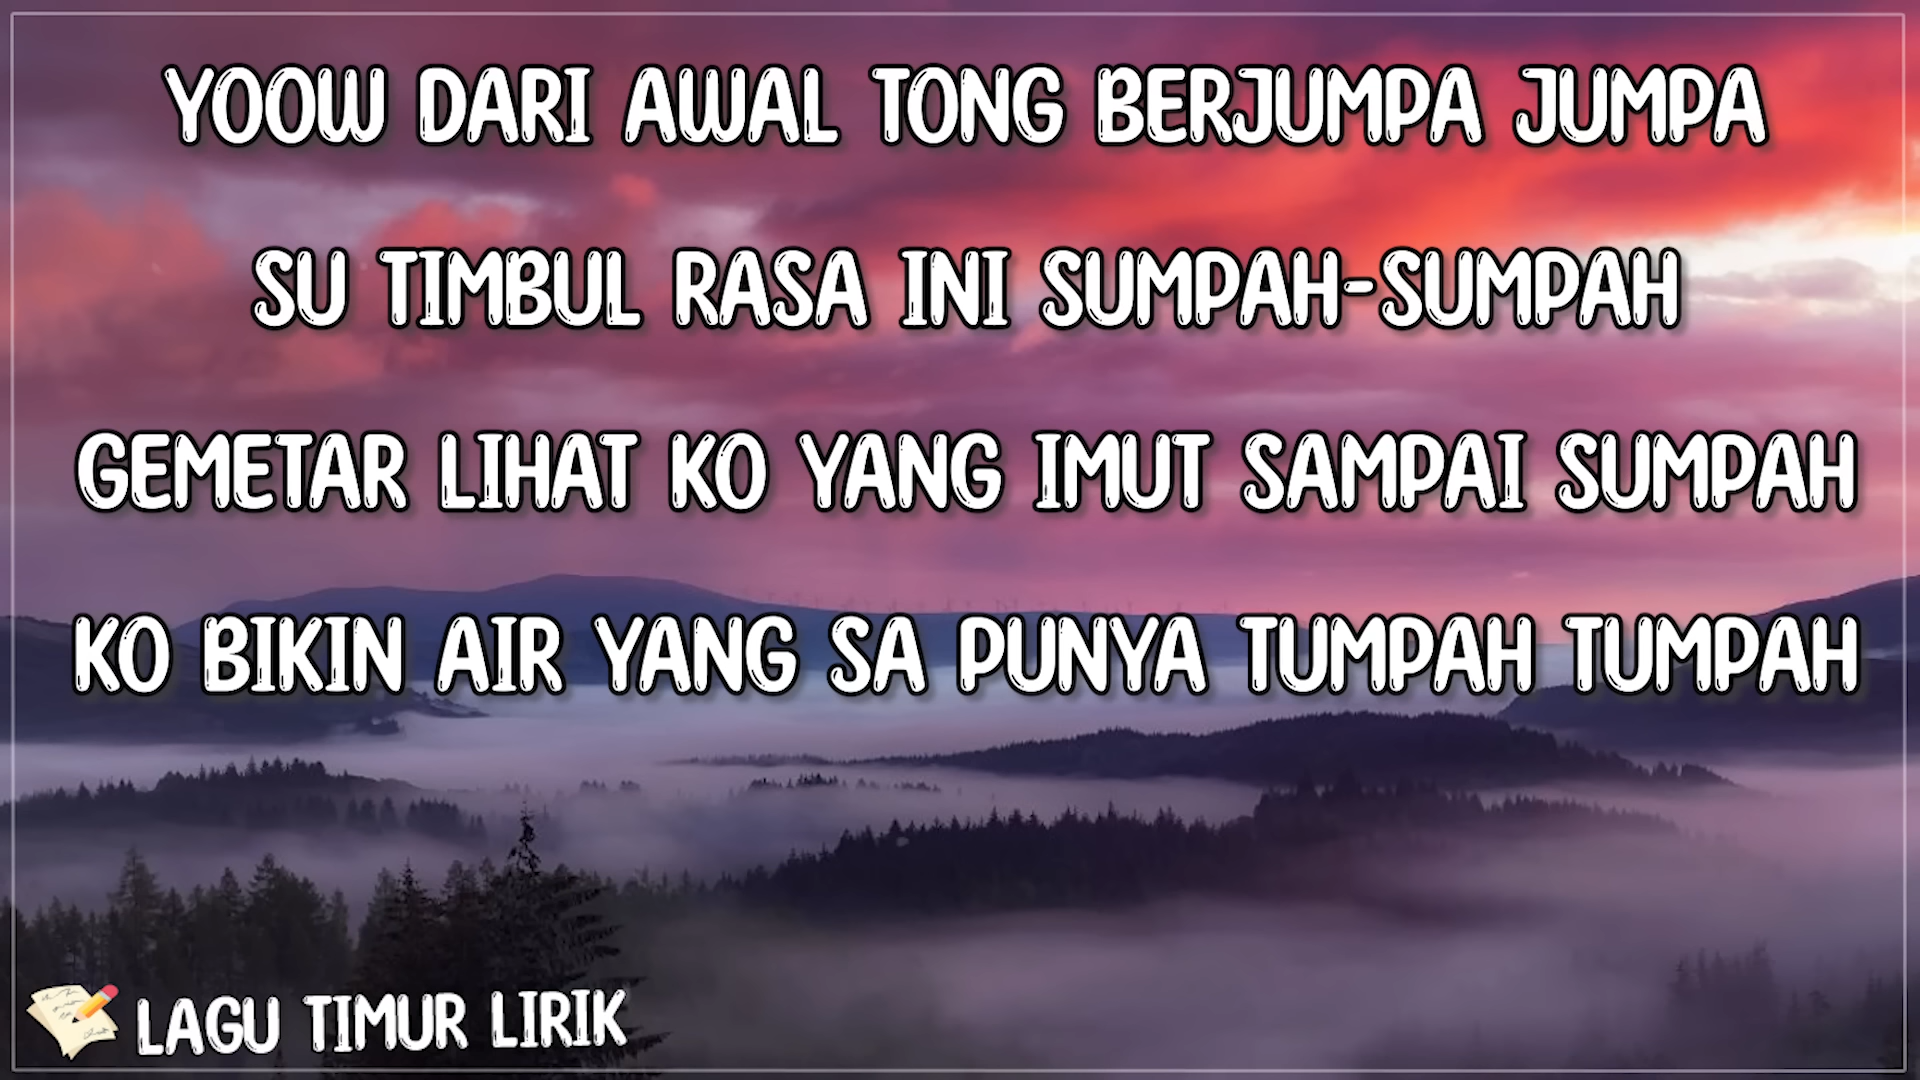 YOOW DARI AWAL TONG BERJUMPA JUMPA
SU TIMBUL RASA INI SUMPAH-SUMPAH
GEMETAR LIHAT KO YANG IMUT SAMPAI SUMPAH
KO BIKIN AIR YANG SA PUNYA TUMPAH TUMPAH
LAGU TIMUR LIRIK